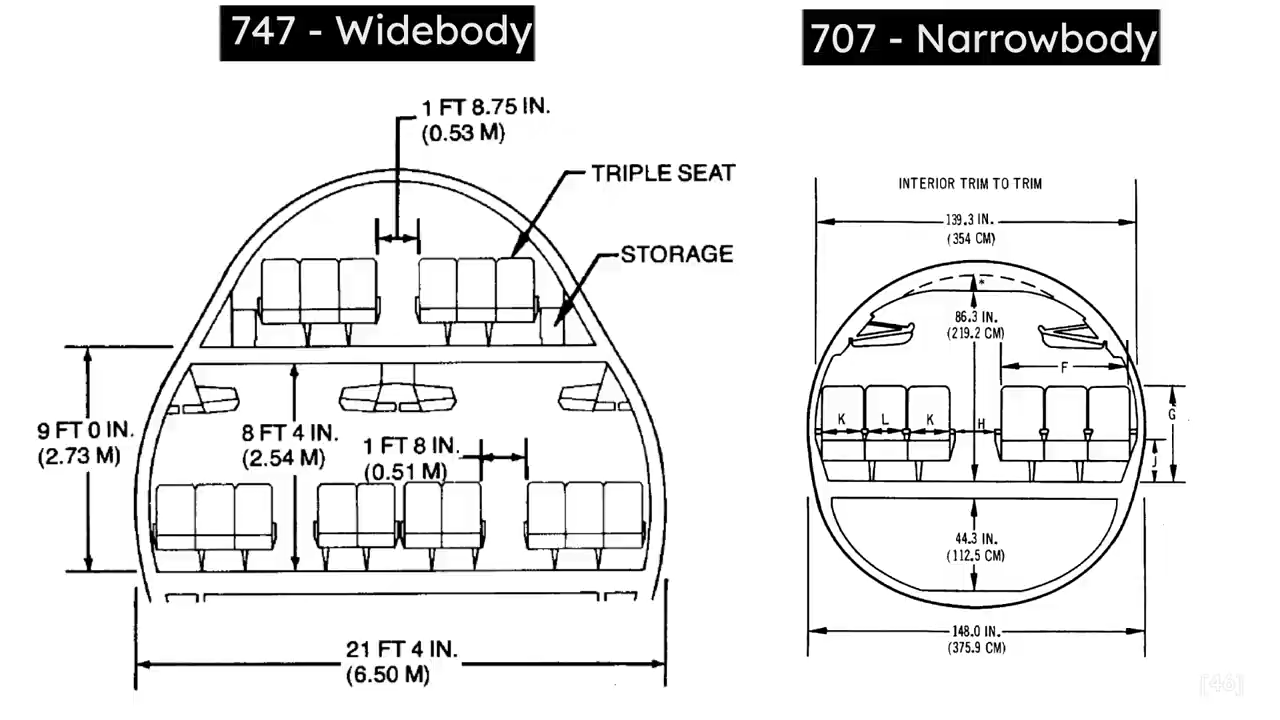 747 - Widebody
1 FT 8.75 IN.
(0.53 M)
TRIPLE SEAT
STORAGE
9 FT 0 IN.
(2.73 M)
8 FT 4 IN.
(2.54 M)
1 FT 8 IN.
(0.51 M)
21 FT 4 IN.
(6.50 M)
707 - Narrowbody
INTERIOR TRIM TO TRIM
139.3 IN.
(354 CM)
*
86.3 IN.
(219.2 CM)
F
K
L
K
H
G
J
44.3 IN.
(112.5 CM)
148.0 IN.
(375.9 CM)
[46]